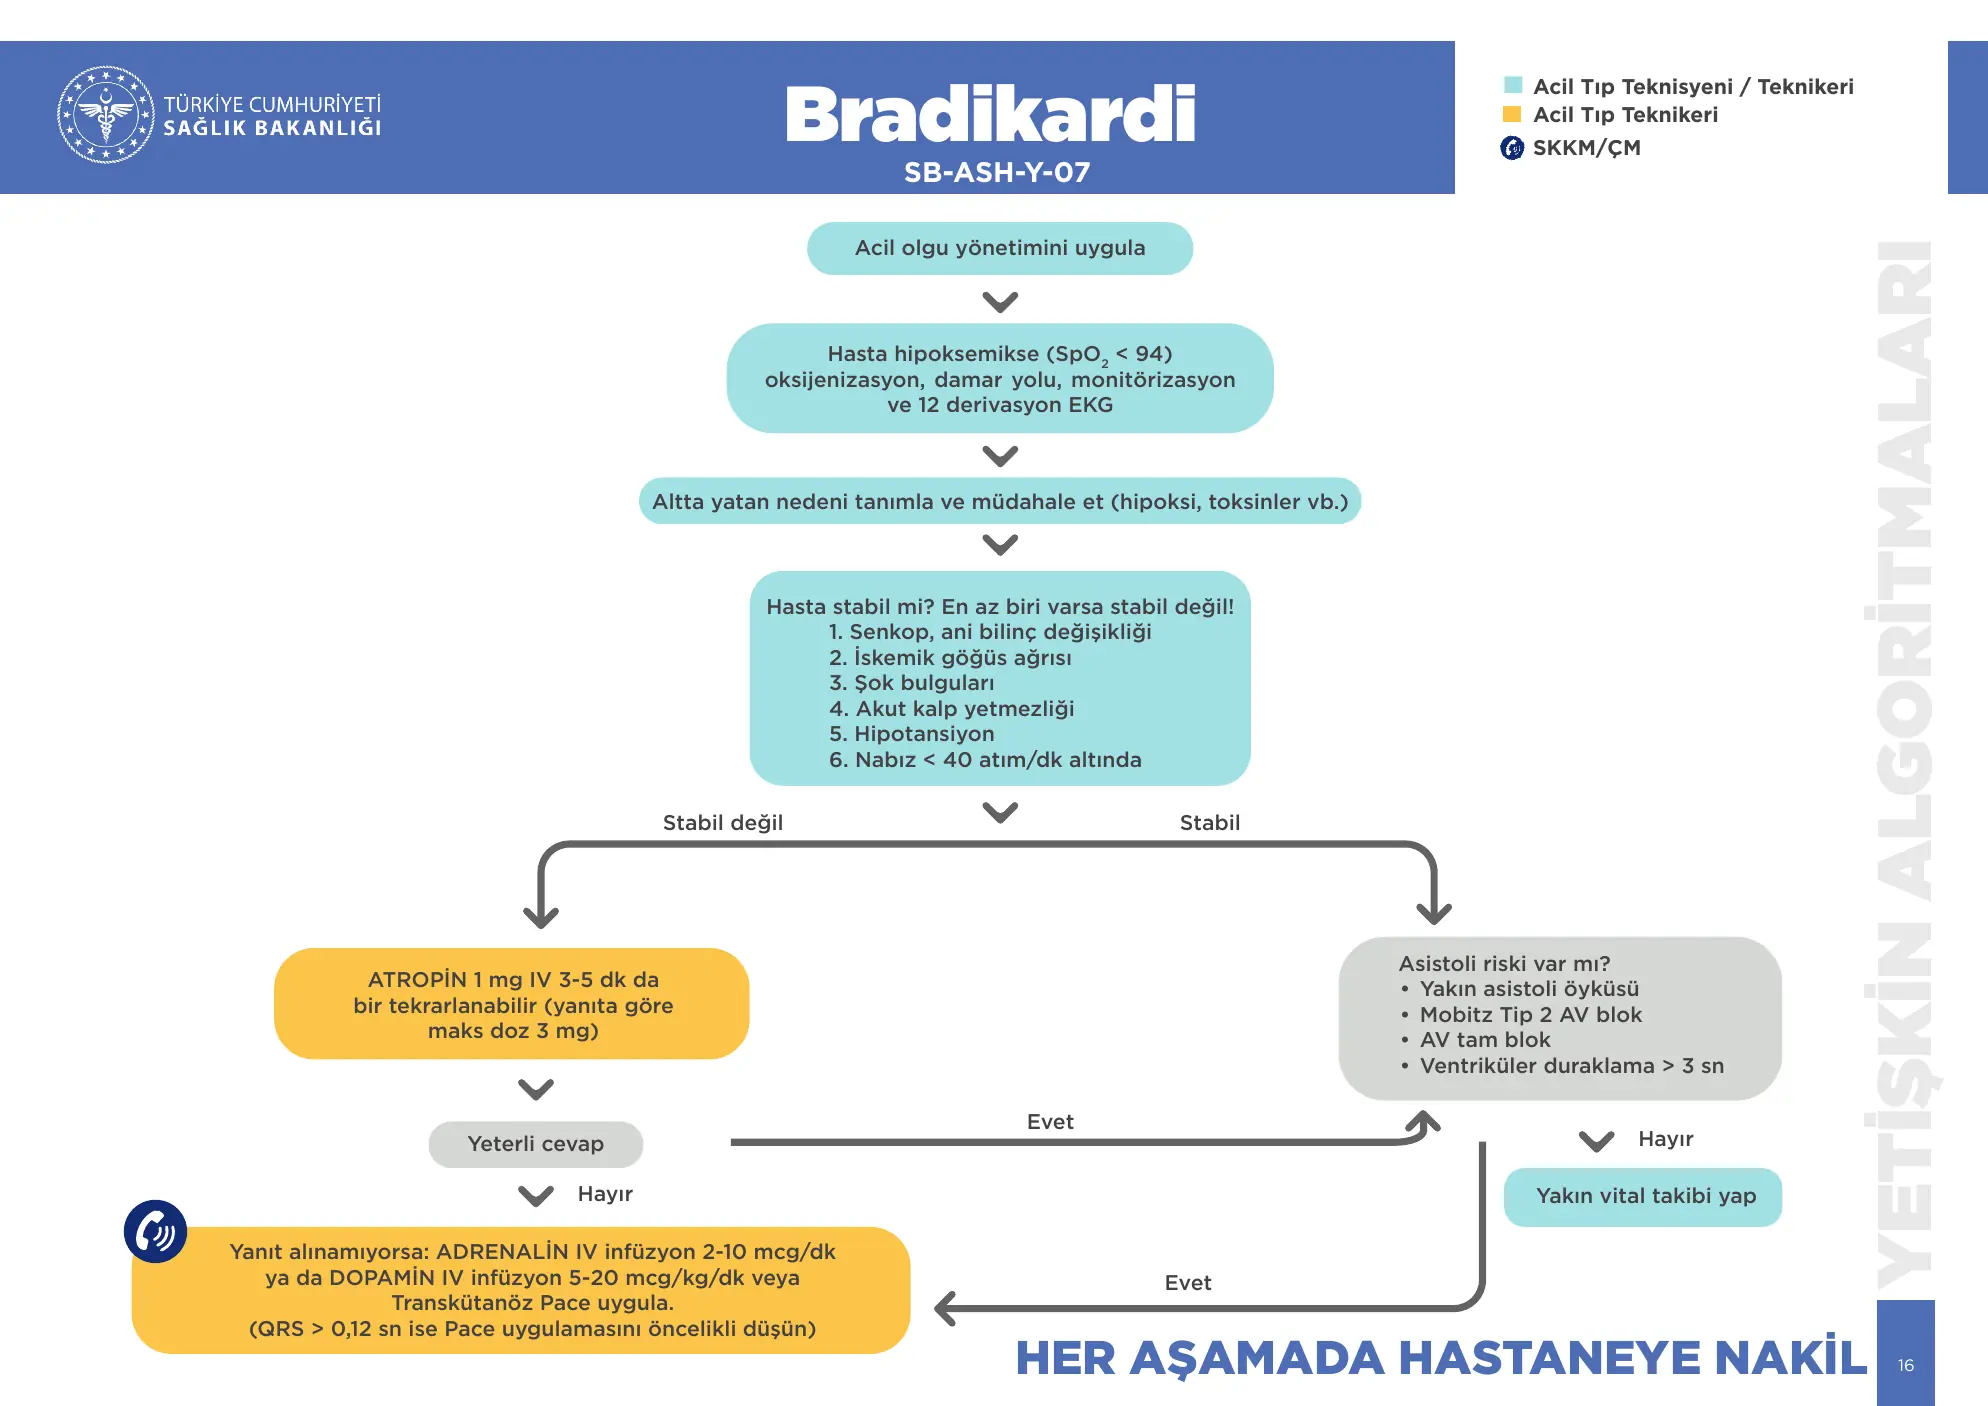 TÜRKİYE CUMHURİYETİ
SAĞLIK BAKANLIĞI
Bradikardi
SB-ASH-Y-07
Acil Tıp Teknisyeni / Teknikeri
Acil Tıp Teknikeri
SKKM/ÇM
Acil olgu yönetimini uygula
Hasta hipoksemikse (SpO₂ < 94)
oksijenizasyon, damar yolu, monitörizasyon
ve 12 derivasyon EKG
Altta yatan nedeni tanımla ve müdahale et (hipoksi, toksinler vb.)
Hasta stabil mi? En az biri varsa stabil değil!
1. Senkop, ani bilinç değişikliği
2. İskemik göğüs ağrısı
3. Şok bulguları
4. Akut kalp yetmezliği
5. Hipotansiyon
6. Nabız < 40 atım/dk altında
Stabil değil
Stabil
ATROPİN 1 mg IV 3-5 dk da
bir tekrarlanabilir (yanıta göre
maks doz 3 mg)
Asistoli riski var mı?
• Yakın asistoli öyküsü
• Mobitz Tip 2 AV blok
• AV tam blok
• Ventriküler duraklama > 3 sn
Yeterli cevap
Evet
Hayır
Hayır
Yakın vital takibi yap
Yanıt alınamıyorsa: ADRENALİN IV infüzyon 2-10 mcg/dk
ya da DOPAMİN IV infüzyon 5-20 mcg/kg/dk veya
Transkütanöz Pace uygula.
(QRS > 0,12 sn ise Pace uygulamasını öncelikli düşün)
Evet
HER AŞAMADA HASTANEYE NAKİL
YETİŞKİN ALGORİTMALARI
16